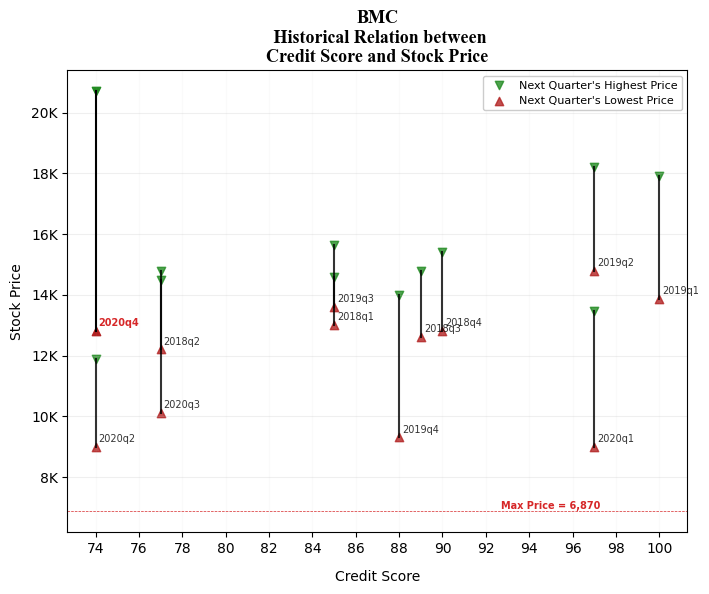 BMC
Historical Relation between
Credit Score and Stock Price
Next Quarter's Highest Price
Next Quarter's Lowest Price
Stock Price
20K
18K
16K
14K
12K
10K
8K
2020q4
2020q2
2018q2
2020q3
2019q3
2018q1
2019q4
2018q3
2018q4
2019q2
2020q1
2019q1
Max Price = 6,870
74 76 78 80 82 84 86 88 90 92 94 96 98 100
Credit Score